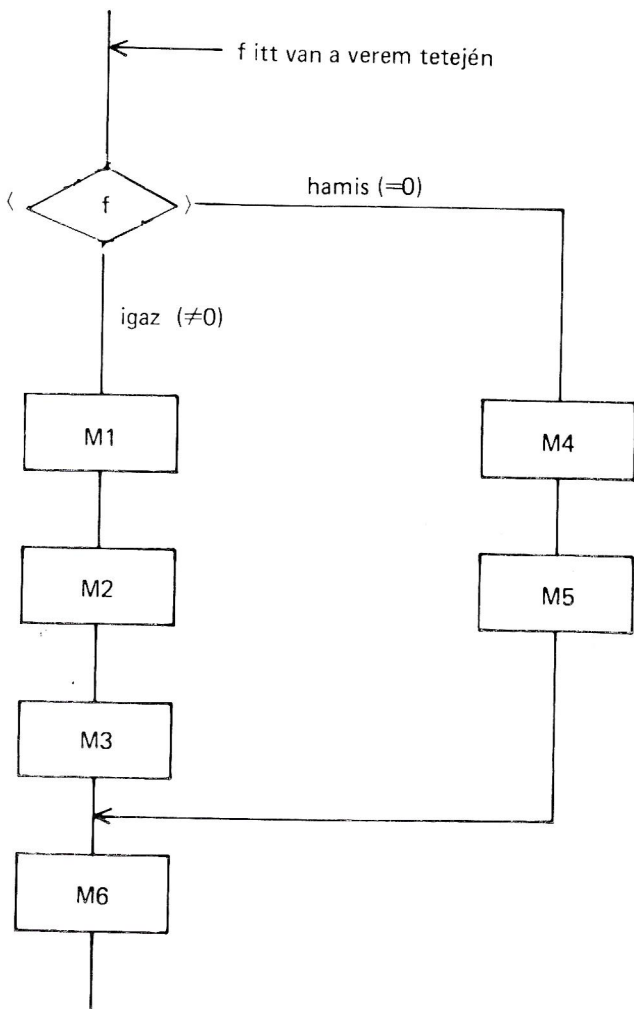 f itt van a verem tetején
hamis (=0)
〈 f 〉
igaz (≠0)
M1
M4
M2
M5
M3
M6